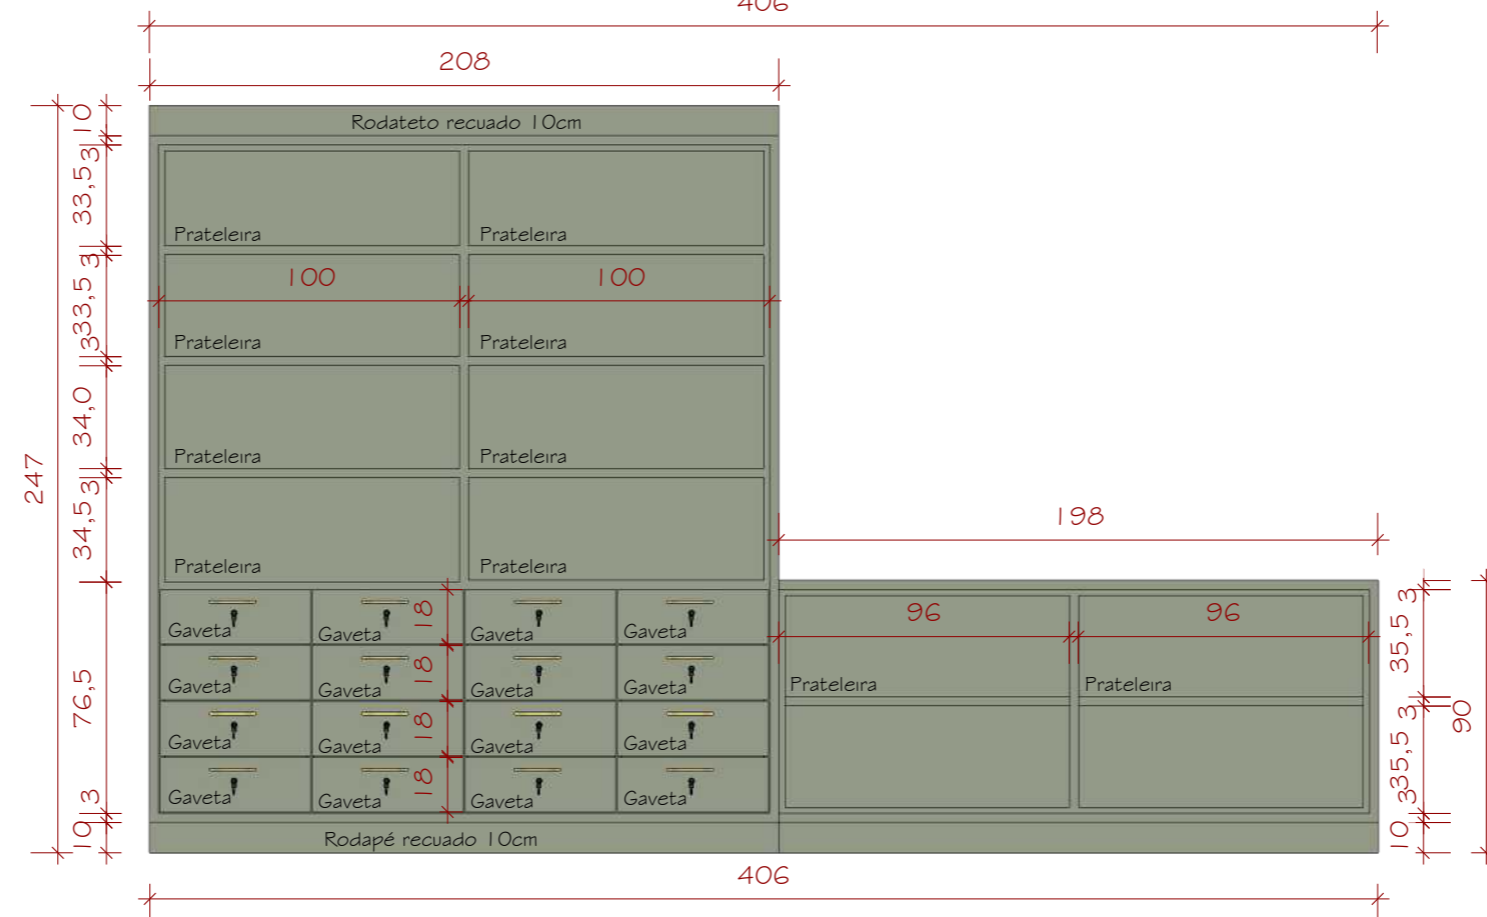 406
208
10
Rodateto recuado 10cm
3
33,5
Prateleira
Prateleira
3
100
100
33,5
Prateleira
Prateleira
3
34,0
Prateleira
Prateleira
247
3
34,5
198
Prateleira
Prateleira
3
18
96
96
35,5
Gaveta
Gaveta
Gaveta
Gaveta
18
Prateleira
Prateleira
Gaveta
Gaveta
Gaveta
Gaveta
76,5
3
90
18
35,5
Gaveta
Gaveta
Gaveta
Gaveta
18
3
3
Gaveta
Gaveta
Gaveta
Gaveta
10
Rodapé recuado 10cm
10
406